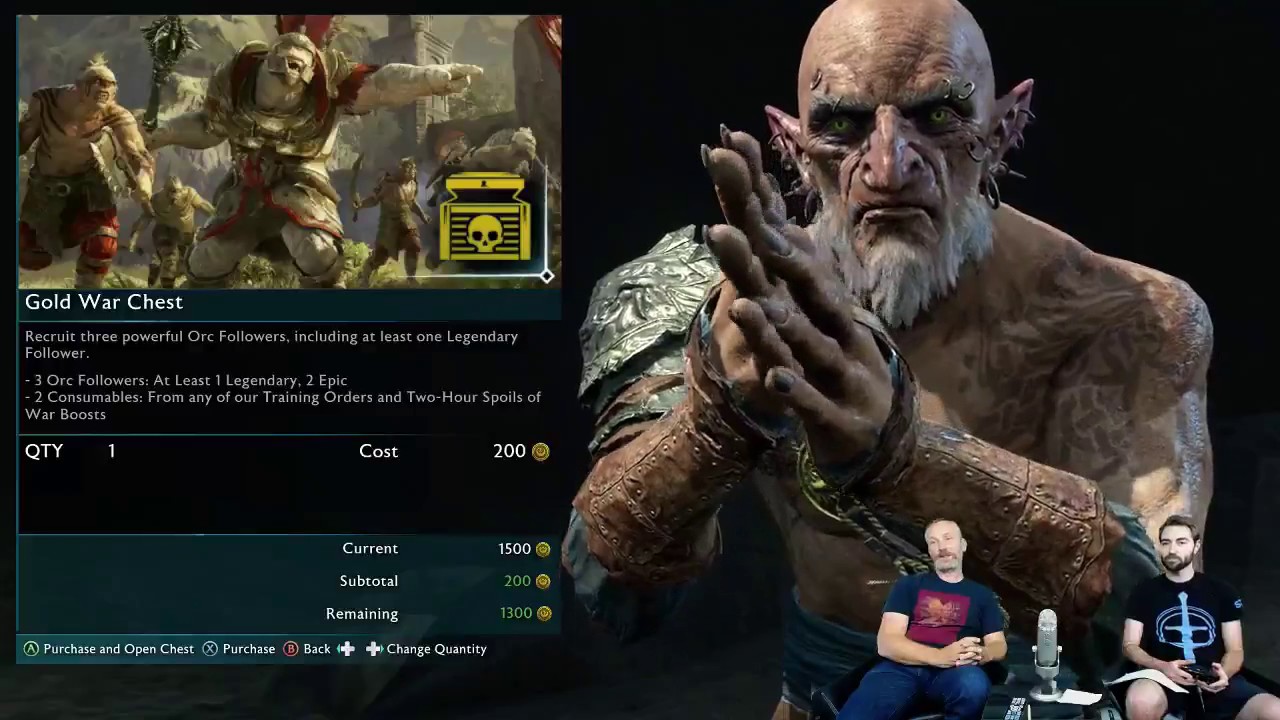 Gold War Chest
Recruit three powerful Orc Followers, including at least one Legendary
Follower.
- 3 Orc Followers: At Least 1 Legendary, 2 Epic
- 2 Consumables: From any of our Training Orders and Two-Hour Spoils of
War Boosts
QTY 1 Cost 200
Current 1500
Subtotal 200
Remaining 1300
A Purchase and Open Chest X Purchase B Back Change Quantity